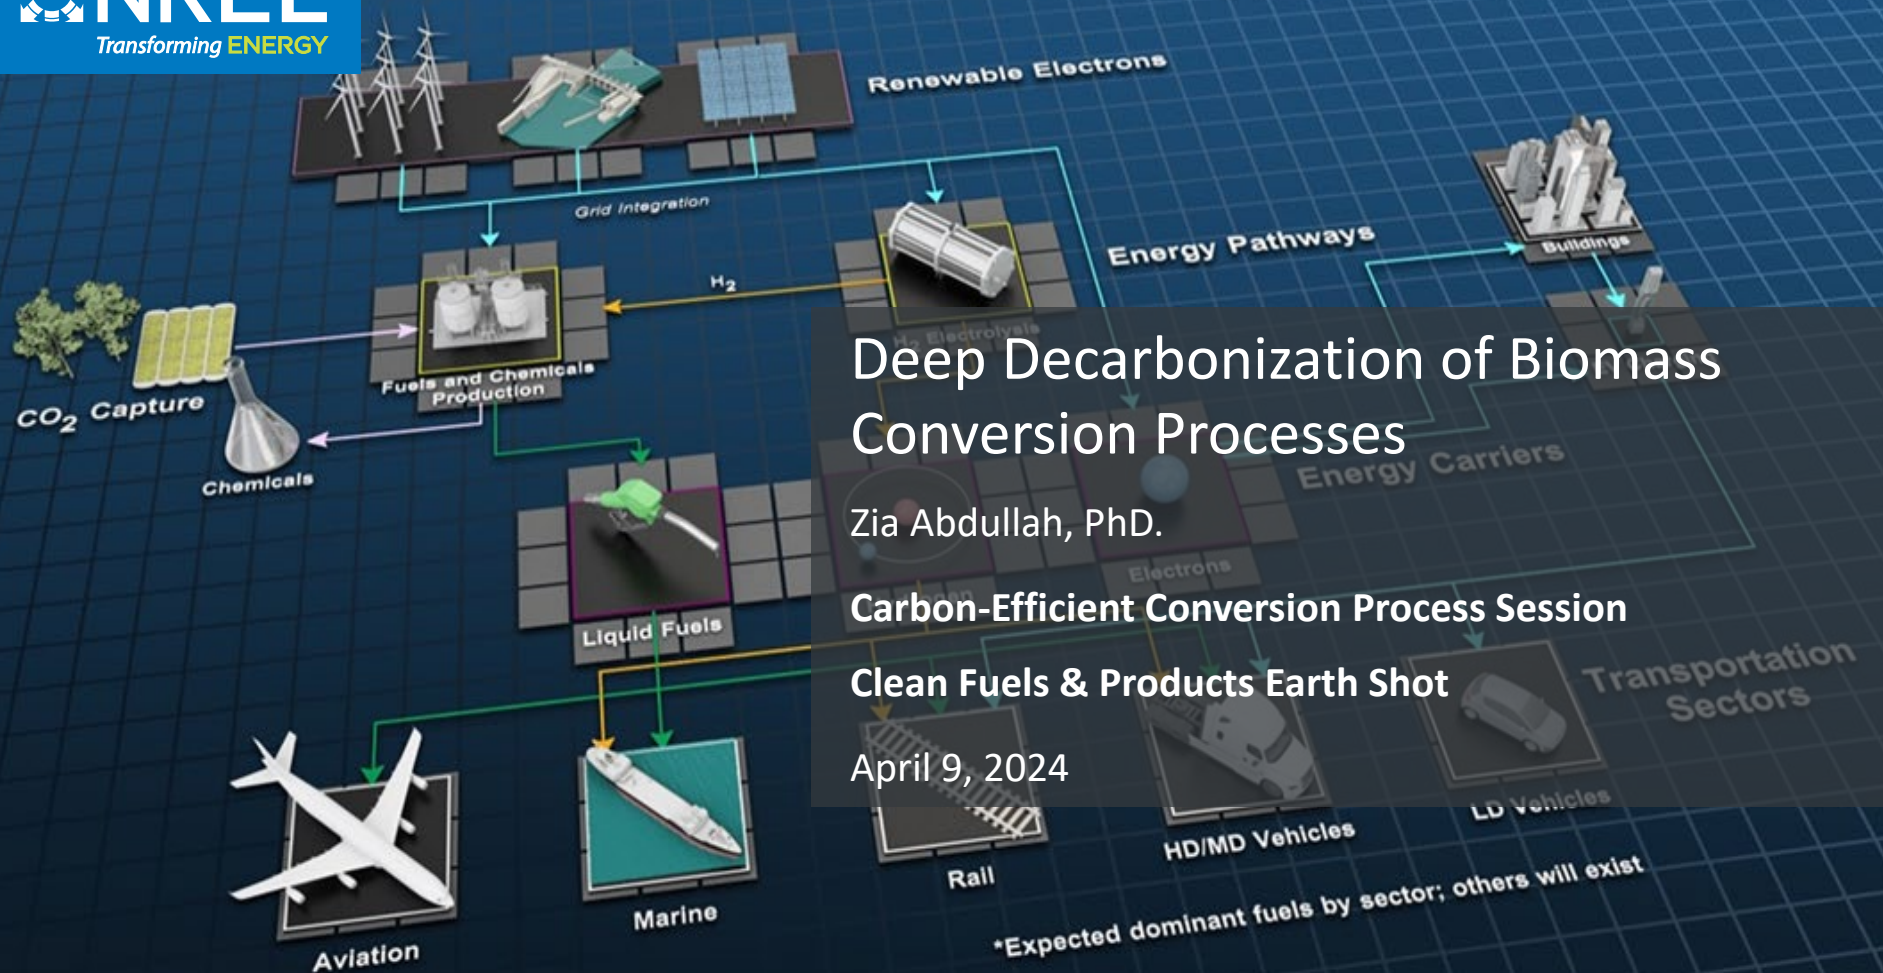 NREL
Transforming ENERGY
Renewable Electrons
Grid Integration
Energy Pathways
Buildings
H2
H2 Electrolysis
CO2 Capture
Fuels and Chemicals
Production
Chemicals
Deep Decarbonization of Biomass
Conversion Processes
Energy Carriers
Zia Abdullah, PhD.
Electrons
Carbon-Efficient Conversion Process Session
Liquid Fuels
Clean Fuels & Products Earth Shot
Transportation
Sectors
April 9, 2024
LD Vehicles
HD/MD Vehicles
Rail
Marine
Aviation
*Expected dominant fuels by sector; others will exist